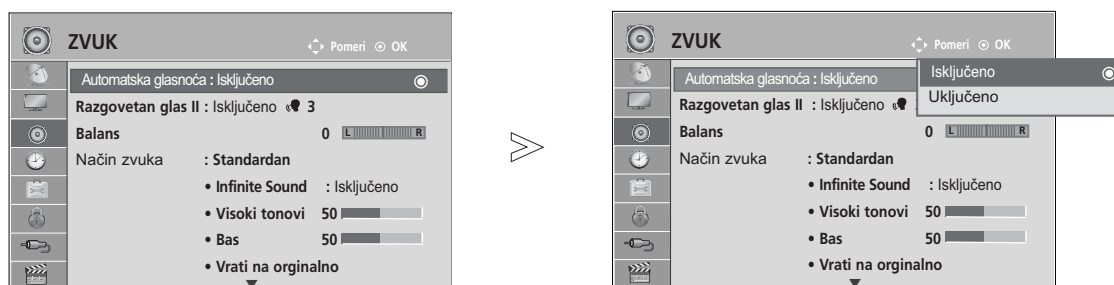 ZVUK
Pomeri OK
Automatska glasnoća : Isključeno
Razgovetan glas II : Isključeno 3
Balans 0 L R
Način zvuka : Standardan
• Infinite Sound : Isključeno
• Visoki tonovi 50
• Bas 50
• Vrati na orginalno
ZVUK
Pomeri OK
Automatska glasnoća : Isključeno
Isključeno
Uključeno
Razgovetan glas II : Isključeno
Balans 0 L R
Način zvuka : Standardan
• Infinite Sound : Isključeno
• Visoki tonovi 50
• Bas 50
• Vrati na orginalno